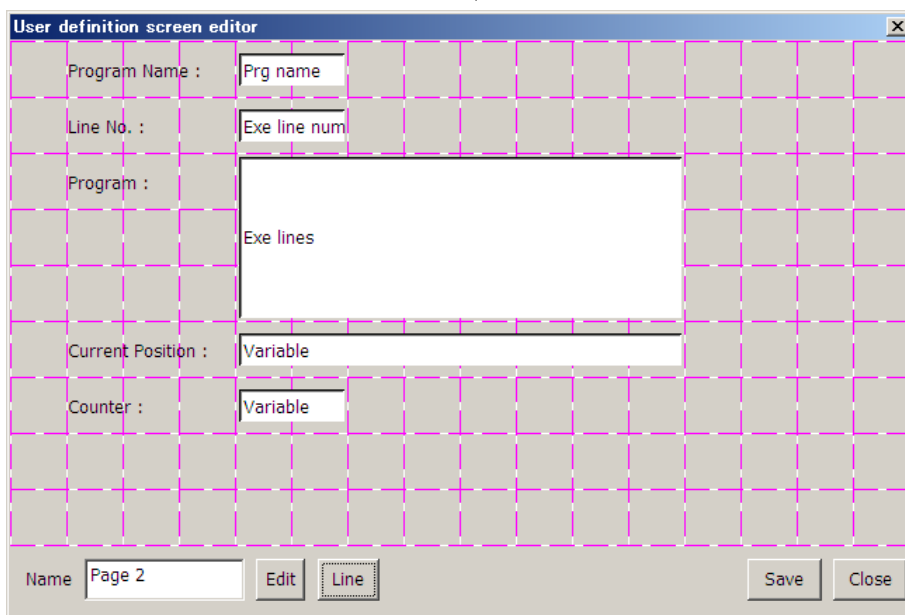 User definition screen editor
Program Name : Prg name
Line No. : Exe line num
Program :
Exe lines
Current Position : Variable
Counter : Variable
Name Page 2 Edit Line Save Close